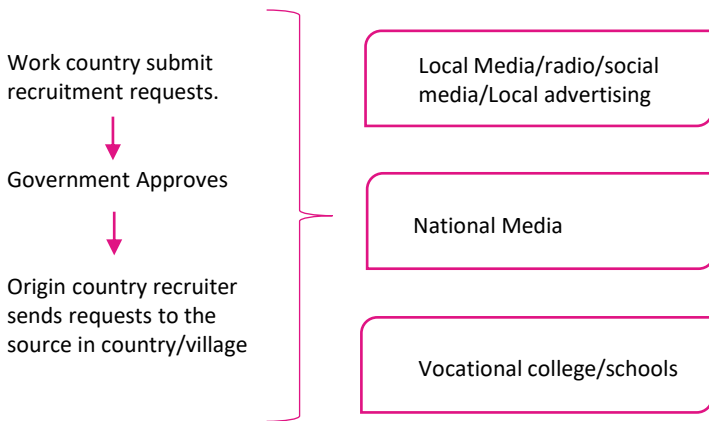 Work country submit
recruitment requests.
Government Approves
Origin country recruiter
sends requests to the
source in country/village
Local Media/radio/social
media/Local advertising
National Media
Vocational college/schools